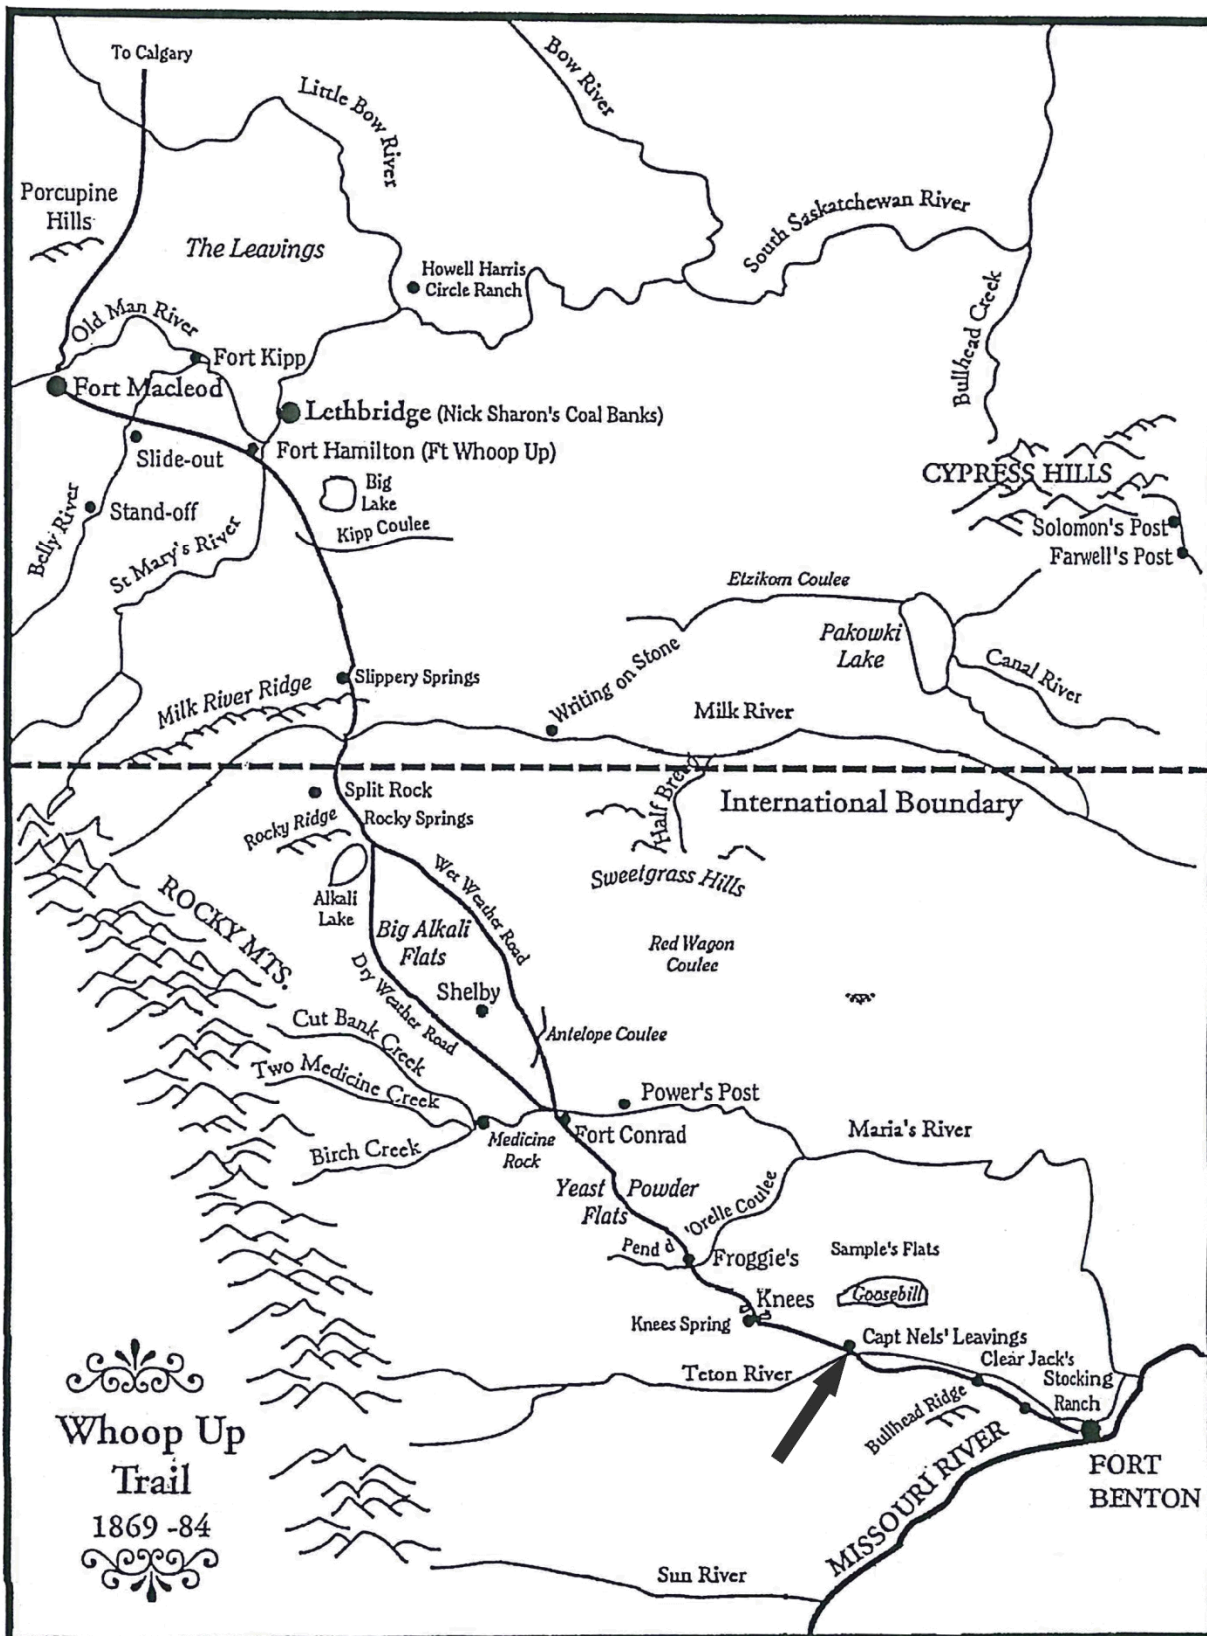 To Calgary
Bow River
Little Bow River
Porcupine
Hills
The Leavings
South Saskatchewan River
Howell Harris
Circle Ranch
Bullhead Creek
Old Man River
Fort Kipp
Fort Macleod
Lethbridge (Nick Sharon's Coal Banks)
Slide-out
Fort Hamilton (Ft Whoop Up)
CYPRESS HILLS
Big
Lake
Belly River
Stand-off
Kipp Coulee
Solomon's Post
Farwell's Post
St Mary's River
Etzikom Coulee
Pakowki
Lake
Canal River
Writing on Stone
Slippery Springs
Milk River Ridge
Milk River
Half Breed
Split Rock
International Boundary
Rocky Springs
Rocky Ridge
Wet Weather Road
Sweetgrass Hills
ROCKY MTS.
Alkali
Lake
Big Alkali
Flats
Red Wagon
Coulee
Dry Weather Road
Shelby
Cut Bank Creek
Antelope Coulee
Two Medicine Creek
Power's Post
Birch Creek
Medicine
Rock
Fort Conrad
Maria's River
Yeast Powder
Flats
Pend d 'Orelle Coulee
Froggie's
Sample's Flats
Goosebill
Knees
Knees Spring
Capt Nels' Leavings
Clear Jack's
Stocking
Ranch
Teton River
Bullhead Ridge
Whoop Up
Trail
1869 -84
FORT
BENTON
MISSOURI RIVER
Sun River